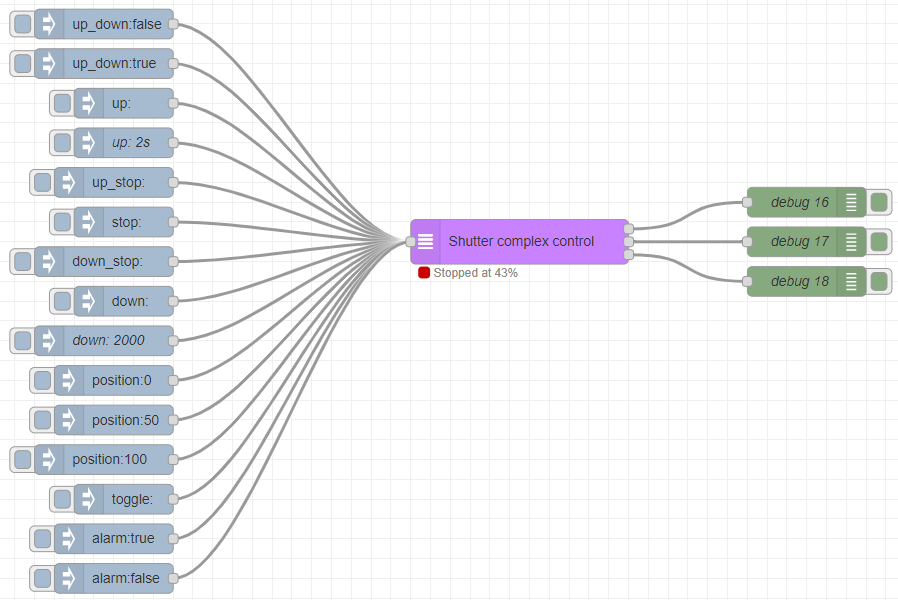 up_down:false
up_down:true
up:
up: 2s
up_stop:
stop:
down_stop:
down:
down: 2000
position:0
position:50
position:100
toggle:
alarm:true
alarm:false
Shutter complex control
Stopped at 43%
debug 16
debug 17
debug 18